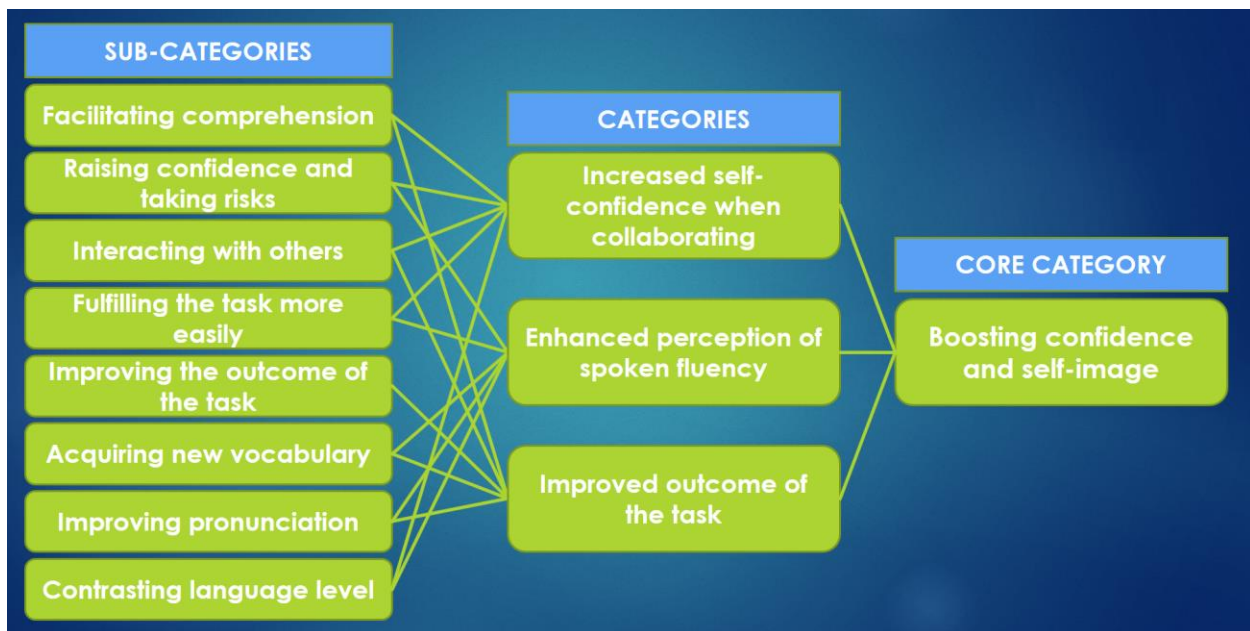 SUB-CATEGORIES
Facilitating comprehension
Raising confidence and
taking risks
Interacting with others
Fulfilling the task more
easily
Improving the outcome of
the task
Acquiring new vocabulary
Improving pronunciation
Contrasting language level
CATEGORIES
Increased self-
confidence when
collaborating
Enhanced perception of
spoken fluency
Improved outcome of
the task
CORE CATEGORY
Boosting confidence
and self-image